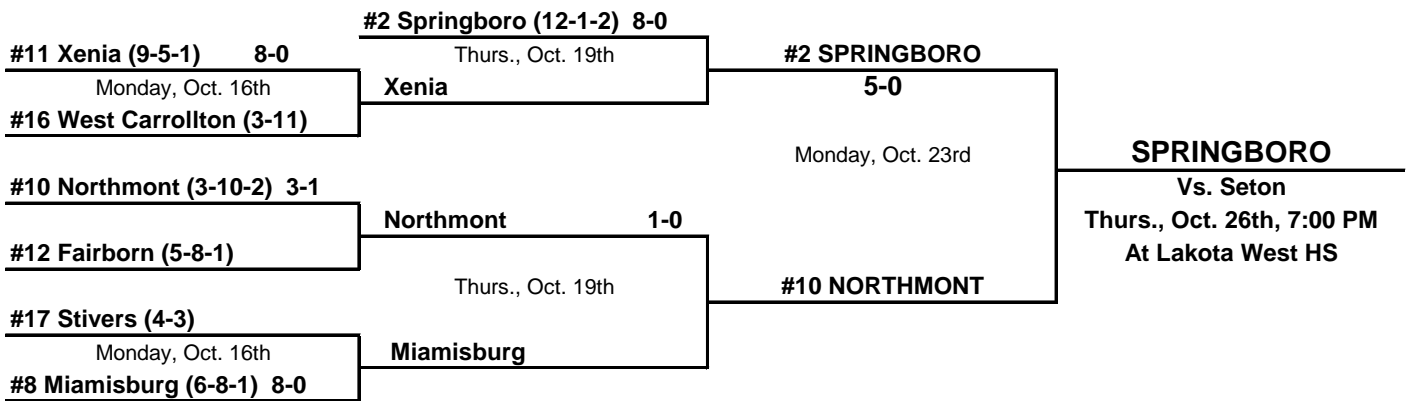 #2 Springboro (12-1-2) 8-0
#11 Xenia (9-5-1) 8-0
Thurs., Oct. 19th
#2 SPRINGBORO
Monday, Oct. 16th
Xenia
5-0
#16 West Carrollton (3-11)
Monday, Oct. 23rd
SPRINGBORO
#10 Northmont (3-10-2) 3-1
Vs. Seton
Northmont 1-0
Thurs., Oct. 26th, 7:00 PM
#12 Fairborn (5-8-1)
At Lakota West HS
Thurs., Oct. 19th
#10 NORTHMONT
#17 Stivers (4-3)
Monday, Oct. 16th
Miamisburg
#8 Miamisburg (6-8-1) 8-0